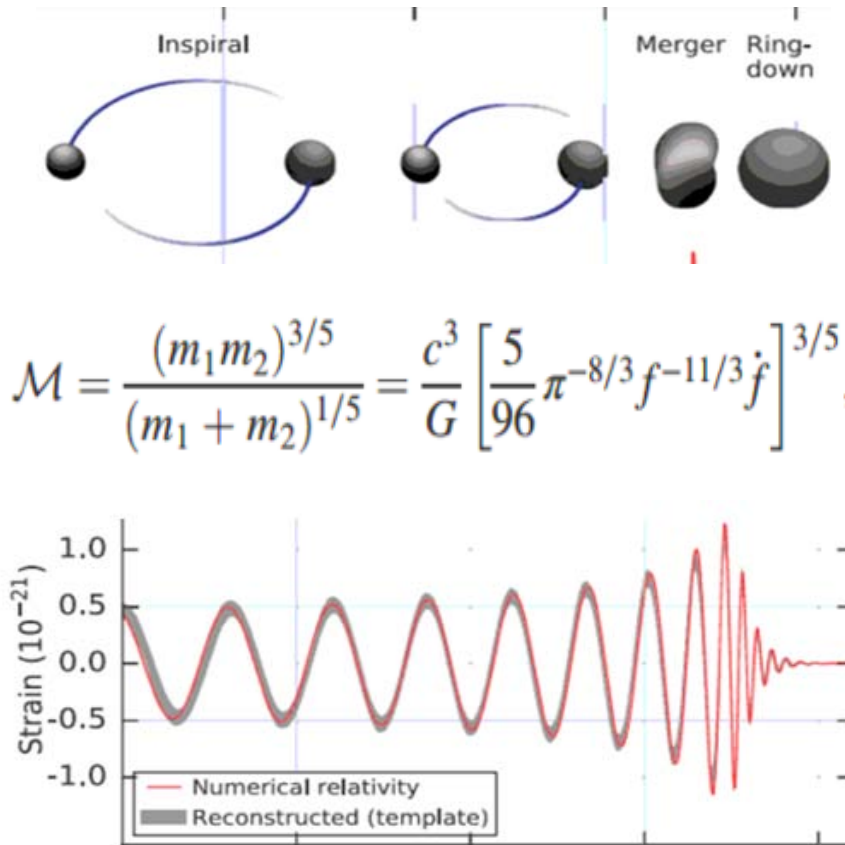 Inspiral
Merger Ring-
down
ℳ = (m₁m₂)^{3/5} / (m₁ + m₂)^{1/5} = c³/G [5/96 π^{-8/3} f^{-11/3} ḟ]^{3/5},
1.0
0.5
0.0
-0.5
-1.0
Strain (10⁻²¹)
Numerical relativity
Reconstructed (template)